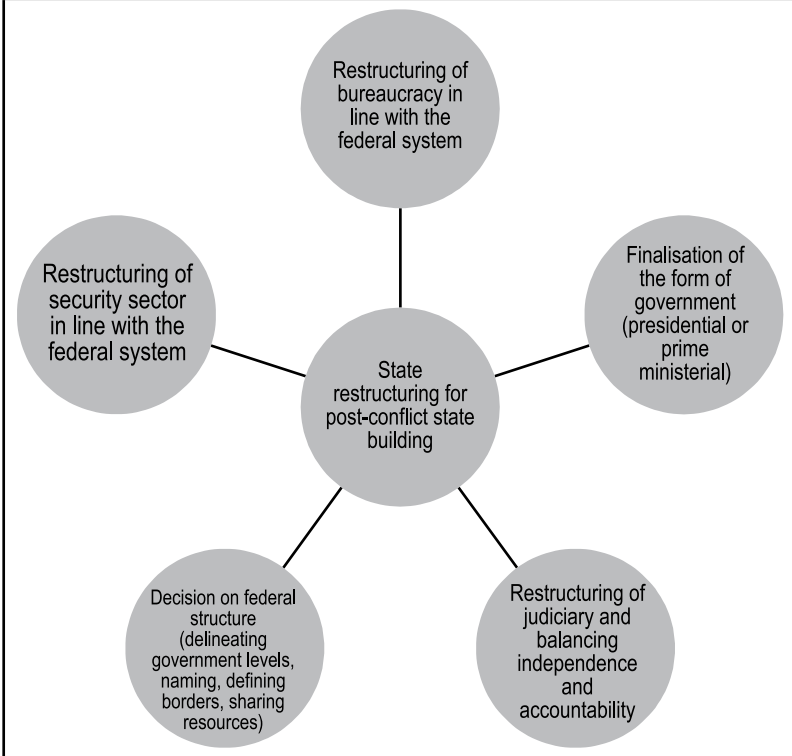 Restructuring of
bureaucracy in
line with the
federal system
Restructuring of
security sector
in line with the
federal system
Finalisation of
the form of
government
(presidential or
prime
ministerial)
State
restructuring for
post-conflict state
building
Decision on federal
structure
(delineating
government levels,
naming, defining
borders, sharing
resources)
Restructuring of
judiciary and
balancing
independence
and
accountability